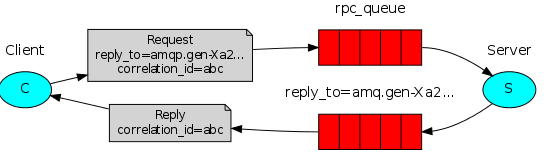 rpc_queue
Request
reply_to=amqp.gen-Xa2...
correlation_id=abc
Client
Server
C
S
reply_to=amq.gen-Xa2...
Reply
correlation_id=abc